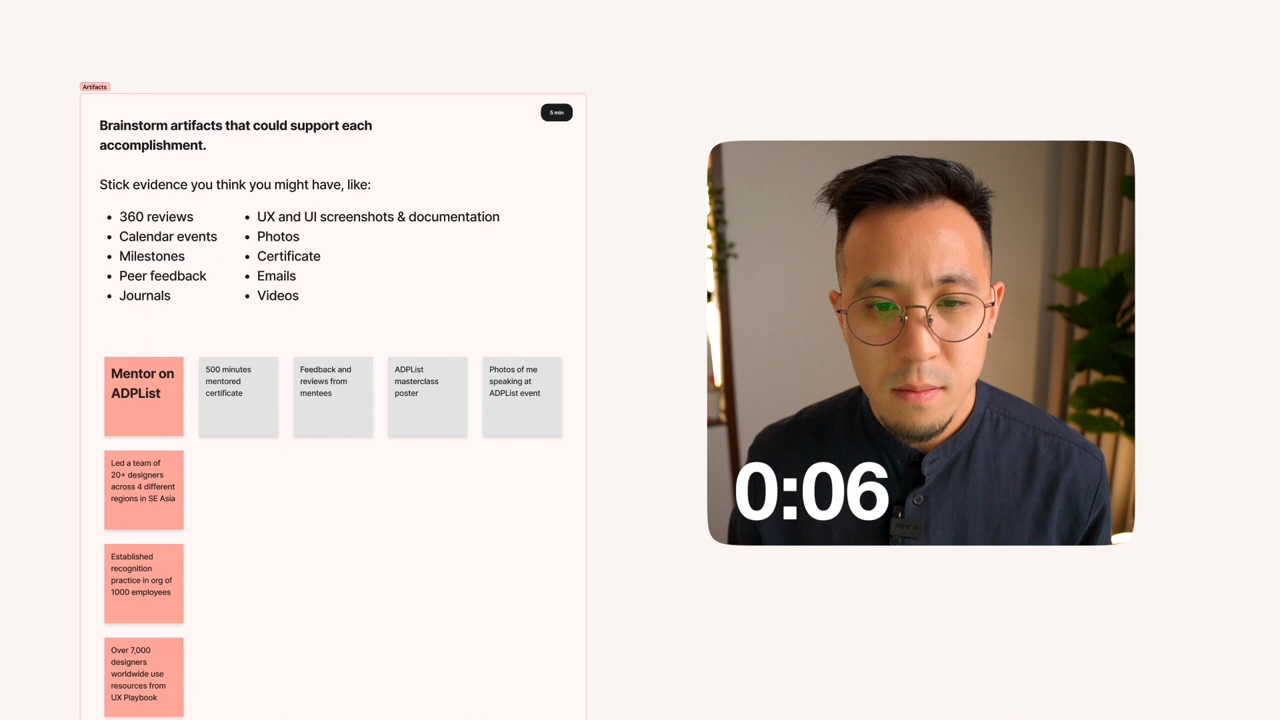 Artifacts
5 min
Brainstorm artifacts that could support each
accomplishment.
Stick evidence you think you might have, like:
• 360 reviews
• Calendar events
• Milestones
• Peer feedback
• Journals
• UX and UI screenshots & documentation
• Photos
• Certificate
• Emails
• Videos
Mentor on
ADPList
500 minutes
mentored
certificate
Feedback and
reviews from
mentees
ADPList
masterclass
poster
Photos of me
speaking at
ADPList event
Led a team of
20+ designers
across 4 different
regions in SE Asia
Established
recognition
practice in org of
1000 employees
Over 7,000
designers
worldwide use
resources from
UX Playbook
0:06